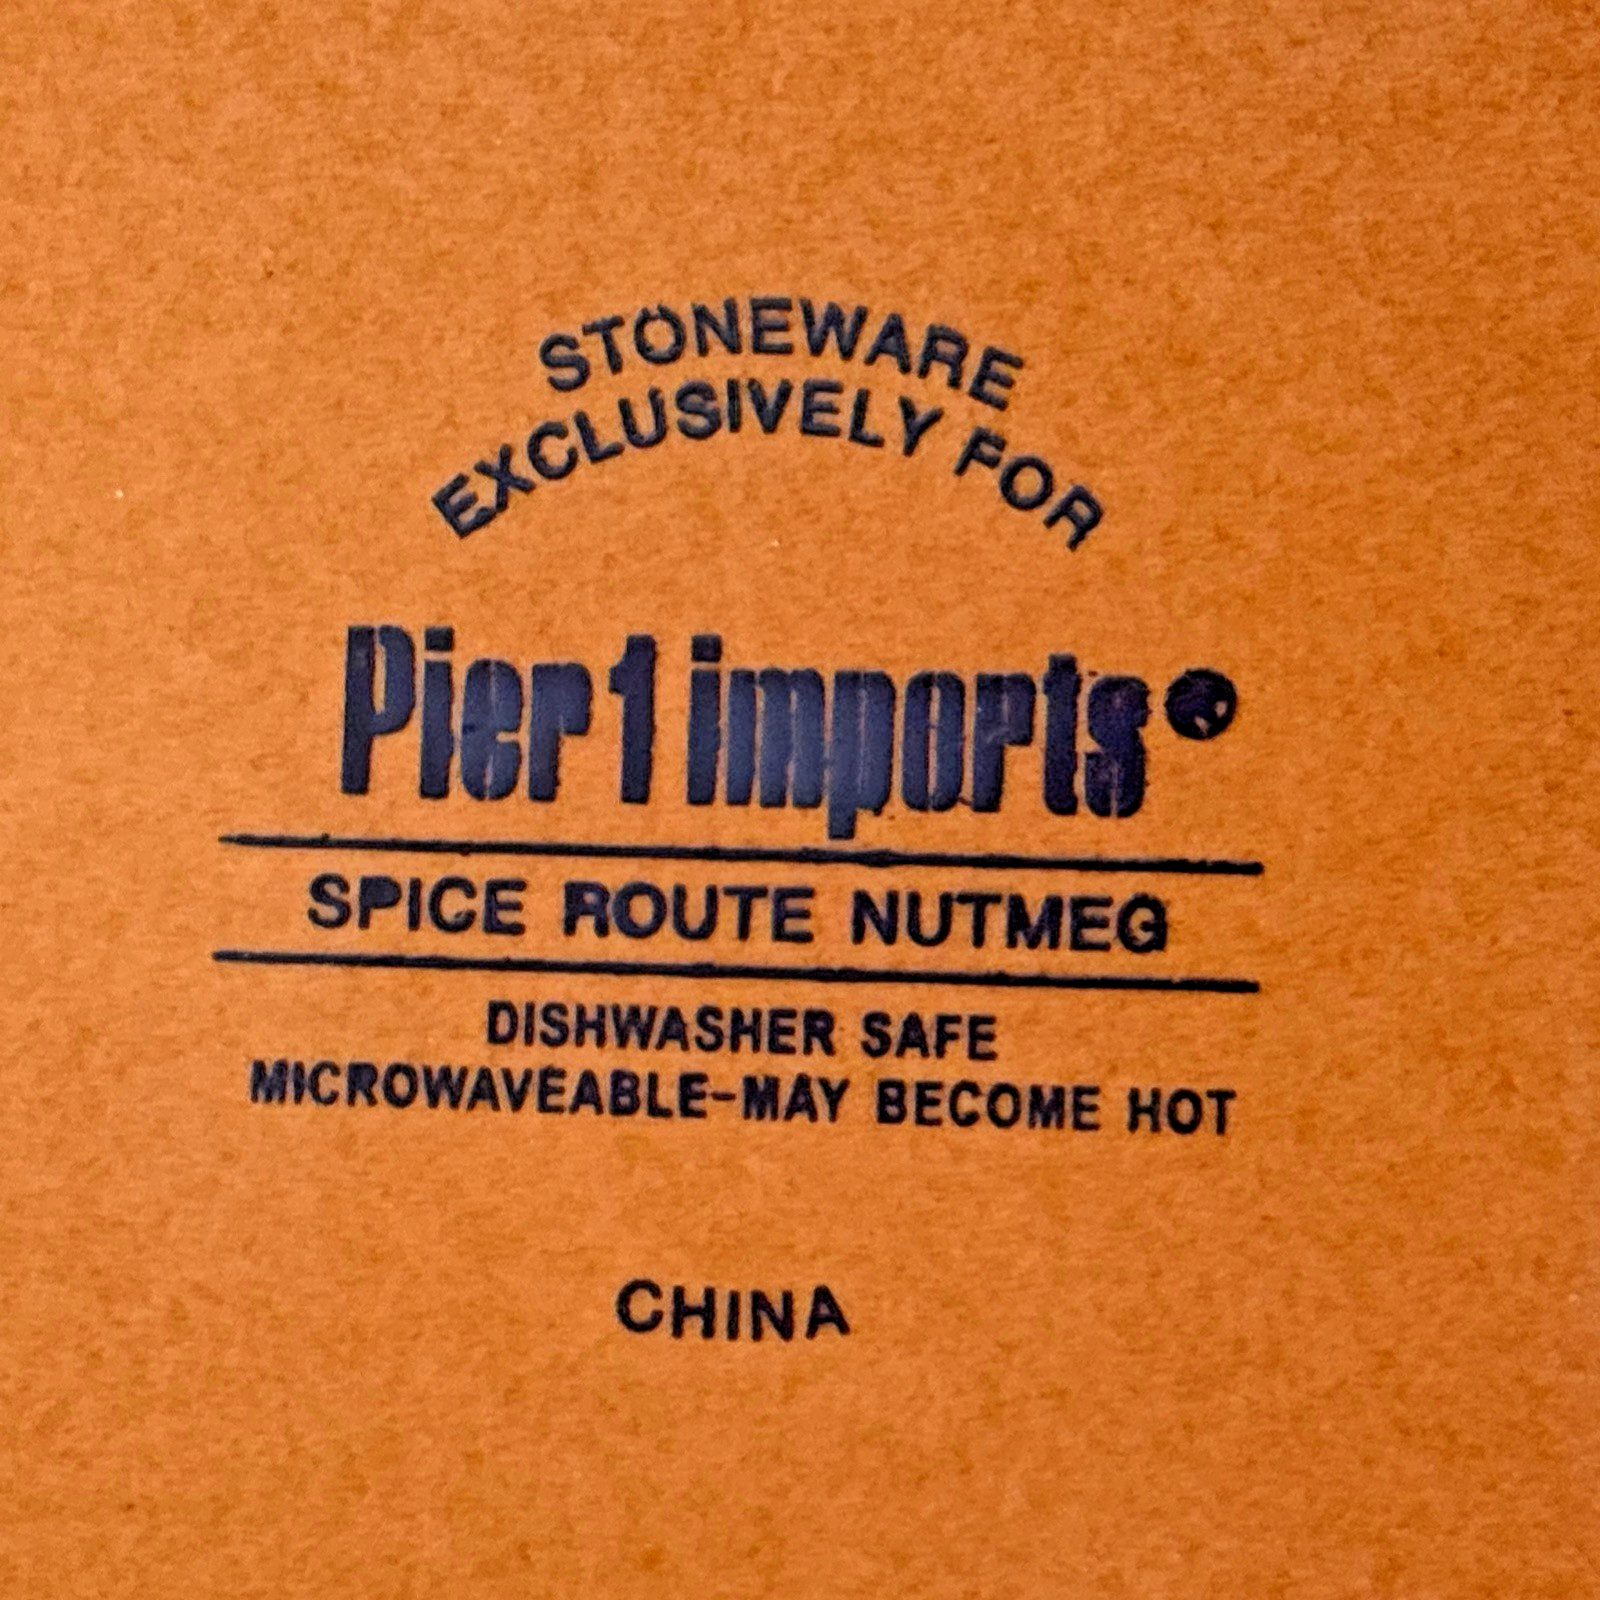 STONEWARE
EXCLUSIVELY FOR
Pier 1 imports®
SPICE ROUTE NUTMEG
DISHWASHER SAFE
MICROWAVEABLE-MAY BECOME HOT
CHINA